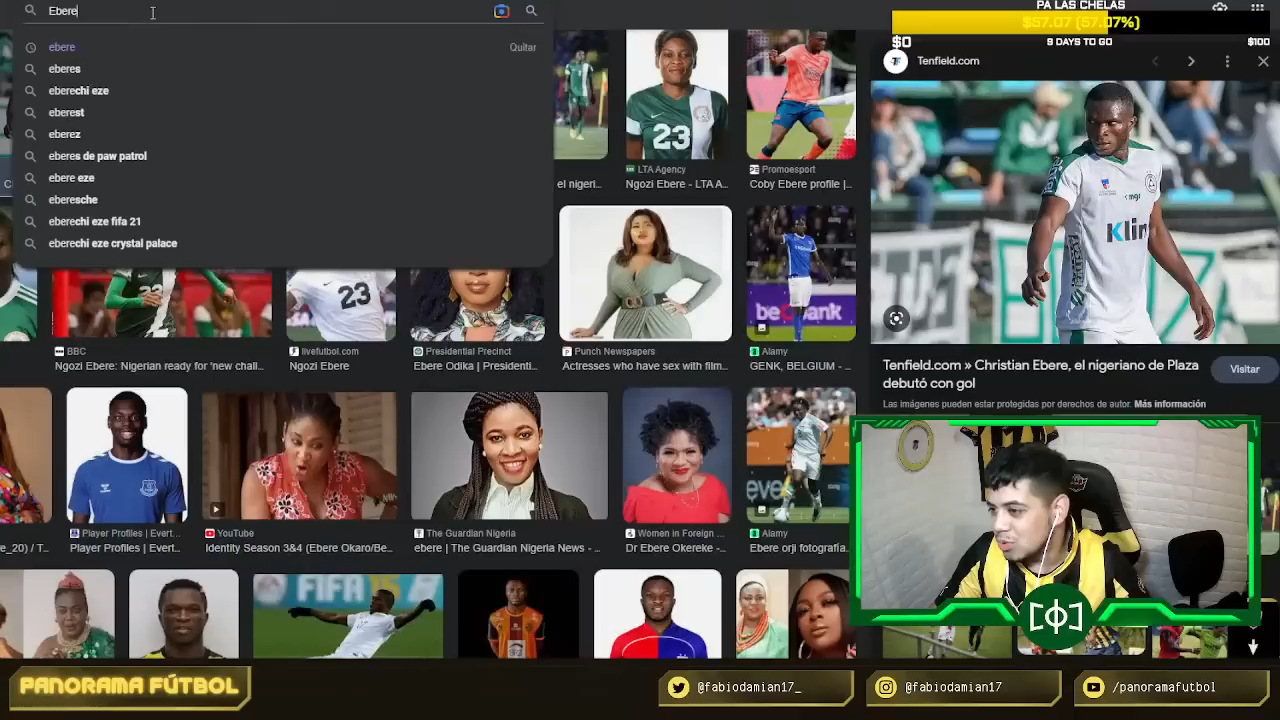 Ebere
ebere
Quitar
eberes
eberechi eze
eberest
eberez
eberes de paw patrol
ebere eze
eberesche
eberechi eze fifa 21
eberechi eze crystal palace
el nigeri...
LTA Agency
Ngozi Ebere - LTA A...
Promoesport
Coby Ebere profile |...
23
BBC
Ngozi Ebere: Nigerian ready for 'new chall...
livefutbol.com
Ngozi Ebere
23
Presidential Precinct
Ebere Odika | Presidenti...
Punch Newspapers
Actresses who have sex with film...
Alamy
GENK, BELGIUM - ...
Player Profiles | Evert...
Player Profiles | Evert...
YouTube
Identity Season 3&4 (Ebere Okaro/Be...
The Guardian Nigeria
ebere | The Guardian Nigeria News - ...
Women in Foreign ...
Dr Ebere Okereke - ...
Alamy
Ebere orji fotografía...
e_20) / T...
FIFA 15
PA LAS CHELAS
$57.07 (57.07%)
$0
9 DAYS TO GO
$100
Tenfield.com
Klin
Tenfield.com » Christian Ebere, el nigeriano de Plaza
debutó con gol
Visitar
Las imágenes pueden estar protegidas por derechos de autor. Más información
PANORAMA FÚTBOL
@fabiodamian17_
@fabiodamian17
/panoramafutbol